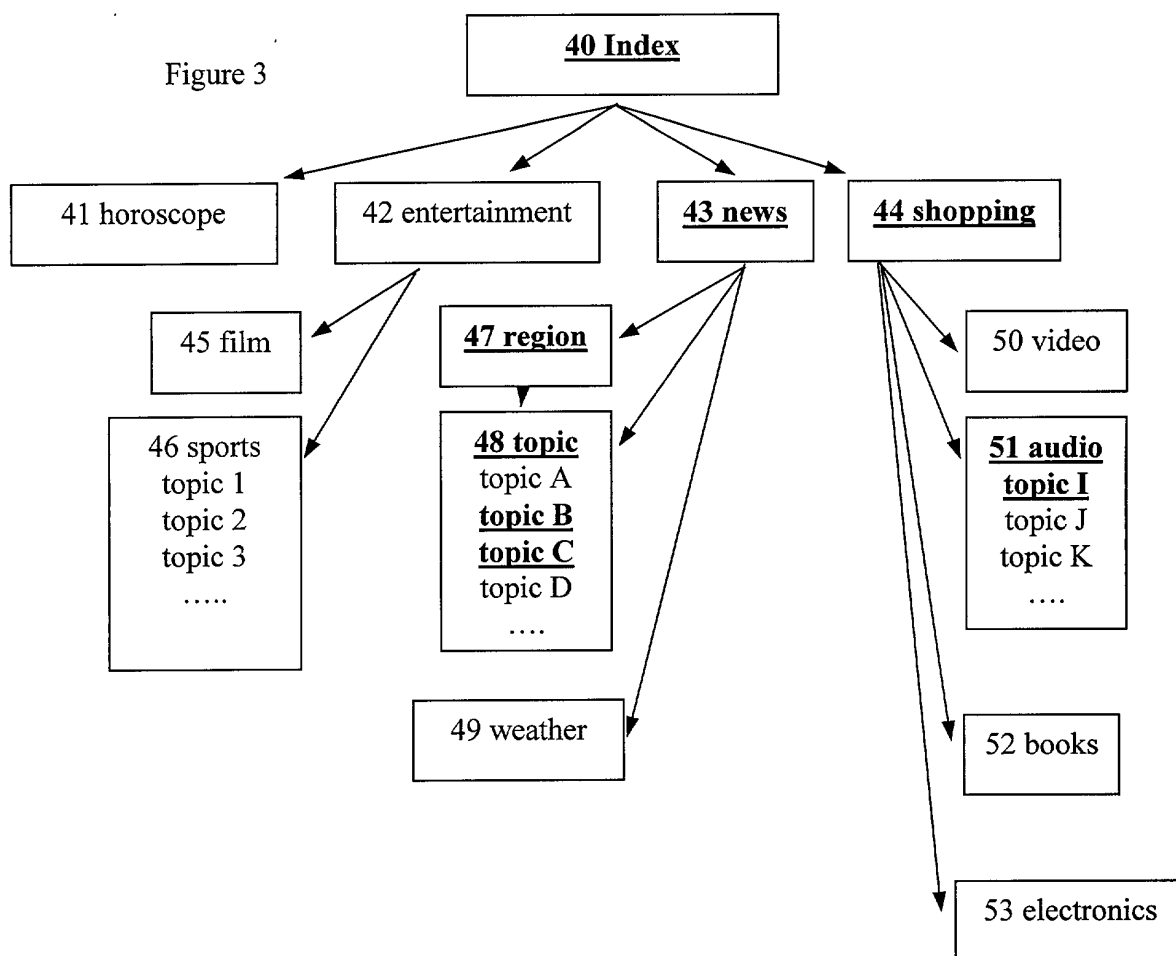 40 Index
Figure 3
41 horoscope
42 entertainment
43 news
44 shopping
45 film
47 region
50 video
46 sports
topic 1
topic 2
topic 3
.....
48 topic
topic A
topic B
topic C
topic D
....
51 audio
topic I
topic J
topic K
....
49 weather
52 books
53 electronics